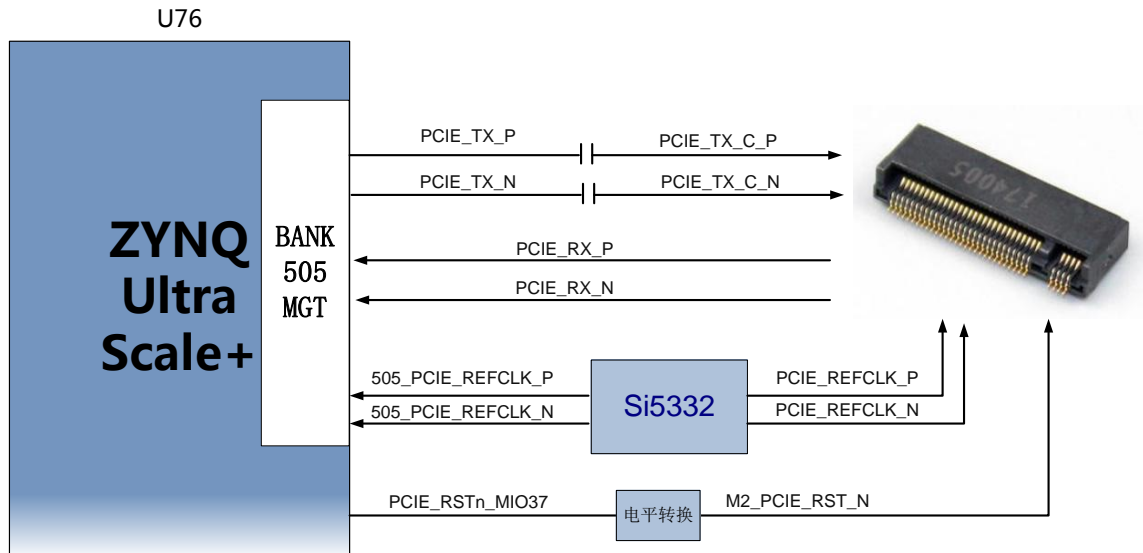 U76
PCIE_TX_P
PCIE_TX_C_P
PCIE_TX_N
PCIE_TX_C_N
174005
ZYNQ
Ultra
Scale+
BANK
505
MGT
PCIE_RX_P
PCIE_RX_N
505_PCIE_REFCLK_P
505_PCIE_REFCLK_N
Si5332
PCIE_REFCLK_P
PCIE_REFCLK_N
PCIE_RSTn_MIO37
电平转换
M2_PCIE_RST_N